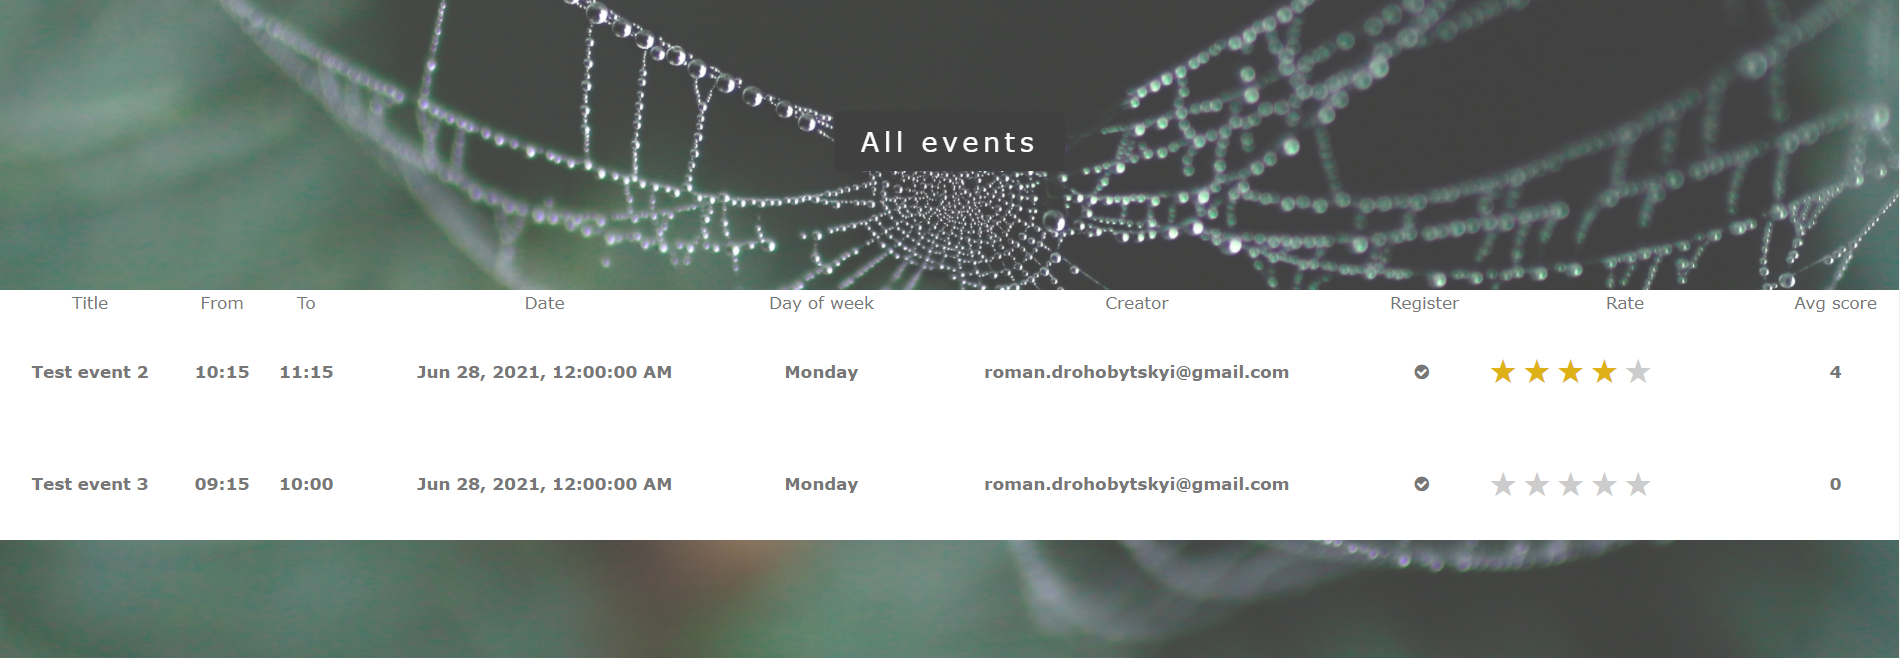 All events
Title From To Date Day of week Creator Register Rate Avg score
Test event 2 10:15 11:15 Jun 28, 2021, 12:00:00 AM Monday roman.drohobytskyi@gmail.com 4
Test event 3 09:15 10:00 Jun 28, 2021, 12:00:00 AM Monday roman.drohobytskyi@gmail.com 0